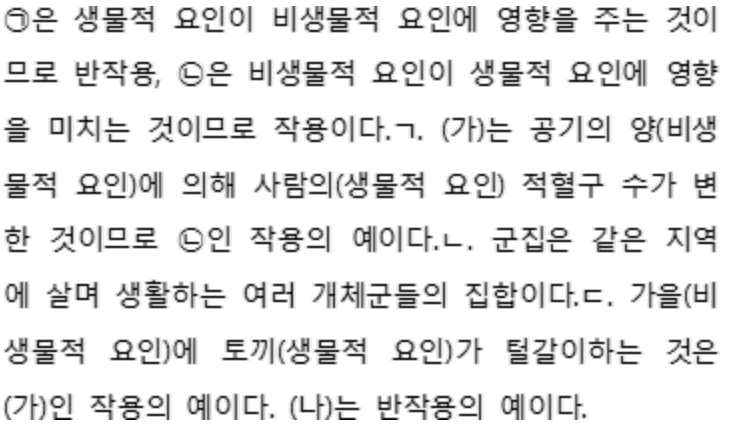 ㉠은 생물적 요인이 비생물적 요인에 영향을 주는 것이
므로 반작용, ㉡은 비생물적 요인이 생물적 요인에 영향
을 미치는 것이므로 작용이다.ㄱ. (가)는 공기의 양(비생
물적 요인)에 의해 사람의(생물적 요인) 적혈구 수가 변
한 것이므로 ㉡인 작용의 예이다.ㄴ. 군집은 같은 지역
에 살며 생활하는 여러 개체군들의 집합이다.ㄷ. 가을(비
생물적 요인)에 토끼(생물적 요인)가 털갈이하는 것은
(가)인 작용의 예이다. (나)는 반작용의 예이다.